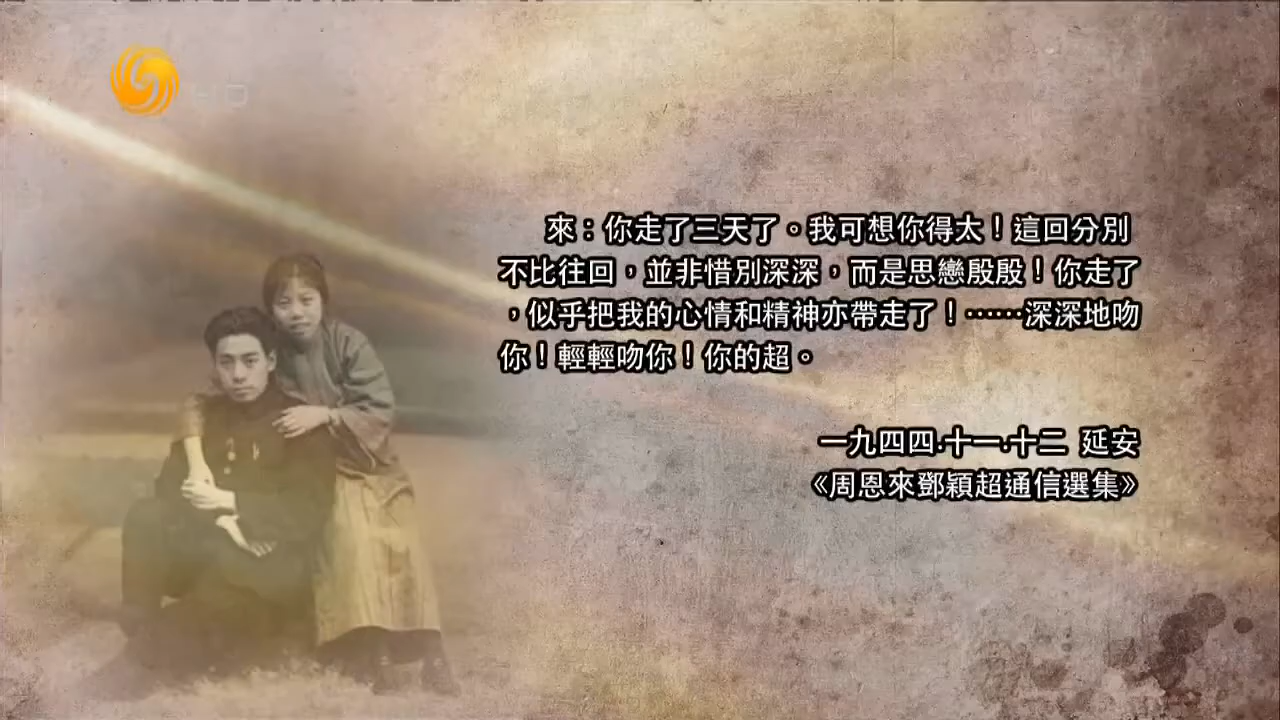 HD
來：你走了三天了。我可想你得太！這回分別
不比往回，並非惜別深深，而是思戀殷殷！你走了
，似乎把我的心情和精神亦帶走了！……深深地吻
你！輕輕吻你！你的超。
一九四四.十一.十二 延安
《周恩來鄧穎超通信選集》